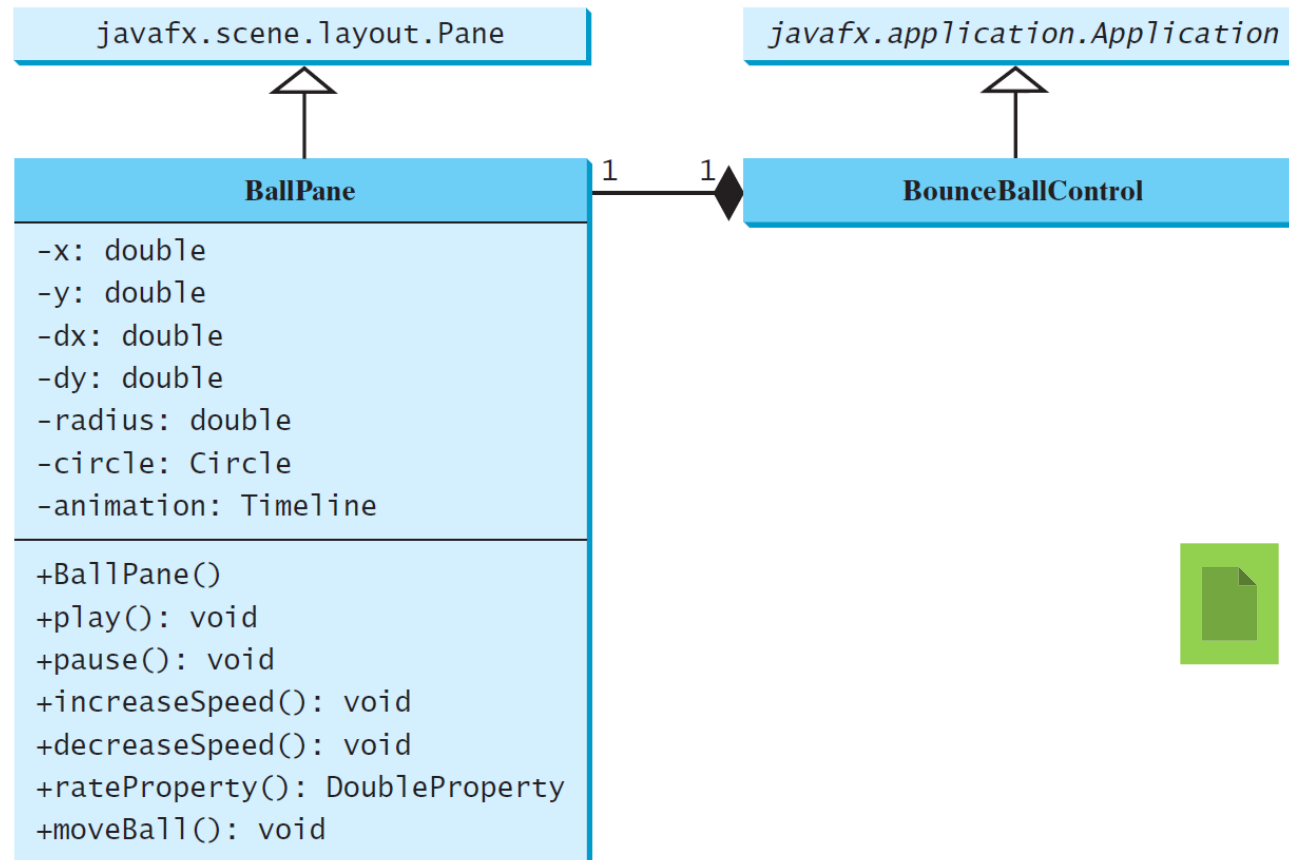 javafx.scene.layout.Pane
javafx.application.Application
BallPane
1
1
BounceBallControl
-x: double
-y: double
-dx: double
-dy: double
-radius: double
-circle: Circle
-animation: Timeline
+BallPane()
+play(): void
+pause(): void
+increaseSpeed(): void
+decreaseSpeed(): void
+rateProperty(): DoubleProperty
+moveBall(): void